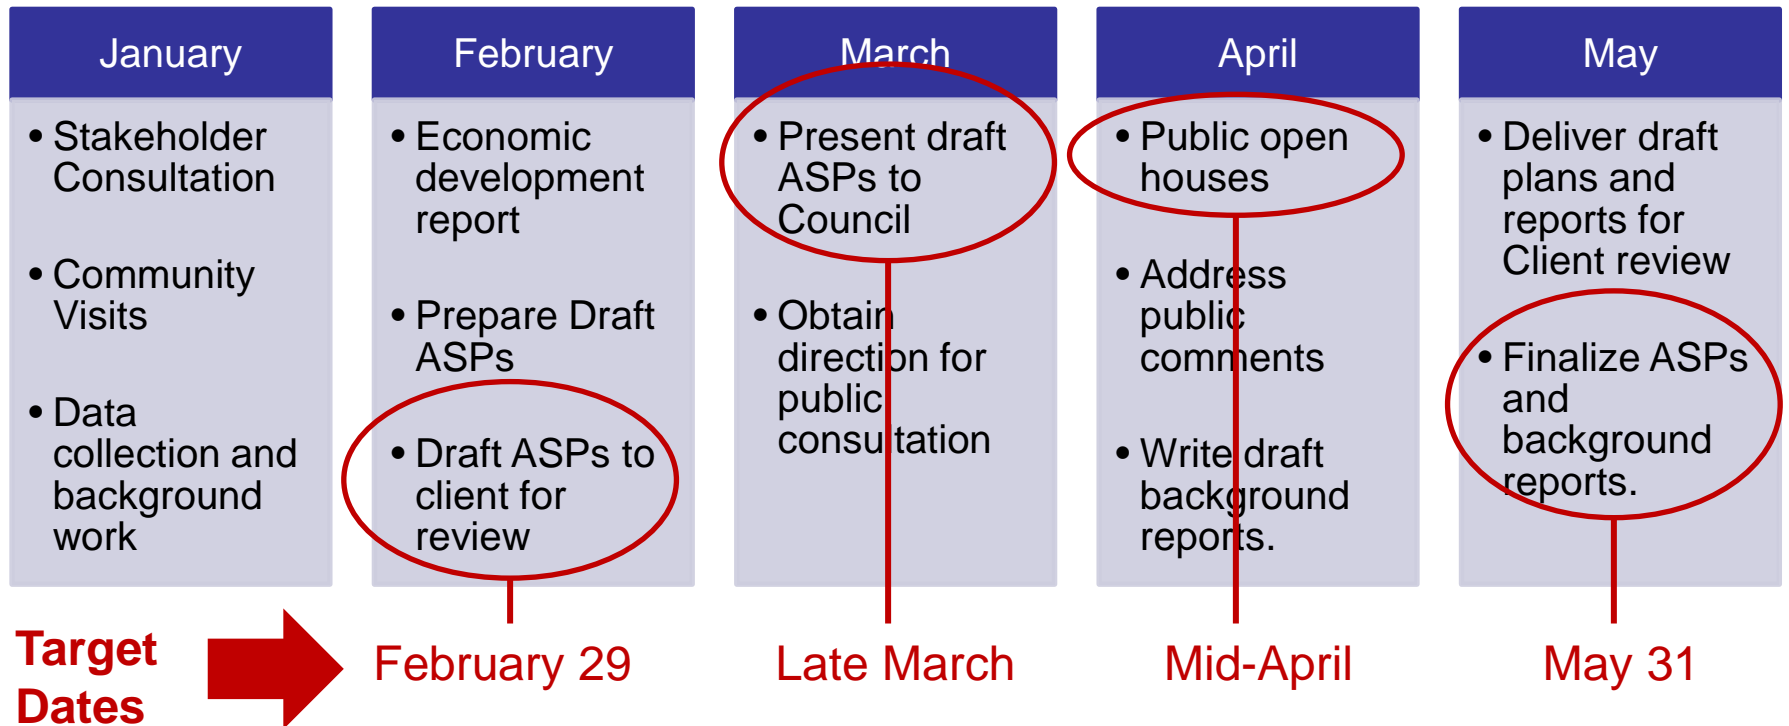 January
• Stakeholder
Consultation
• Community
Visits
• Data
collection and
background
work
February
• Economic
development
report
• Prepare Draft
ASPs
• Draft ASPs to
client for
review
March
• Present draft
ASPs to
Council
• Obtain
direction for
public
consultation
April
• Public open
houses
• Address
public
comments
• Write draft
background
reports.
May
• Deliver draft
plans and
reports for
Client review
• Finalize ASPs
and
background
reports.
Target
Dates
February 29
Late March
Mid-April
May 31